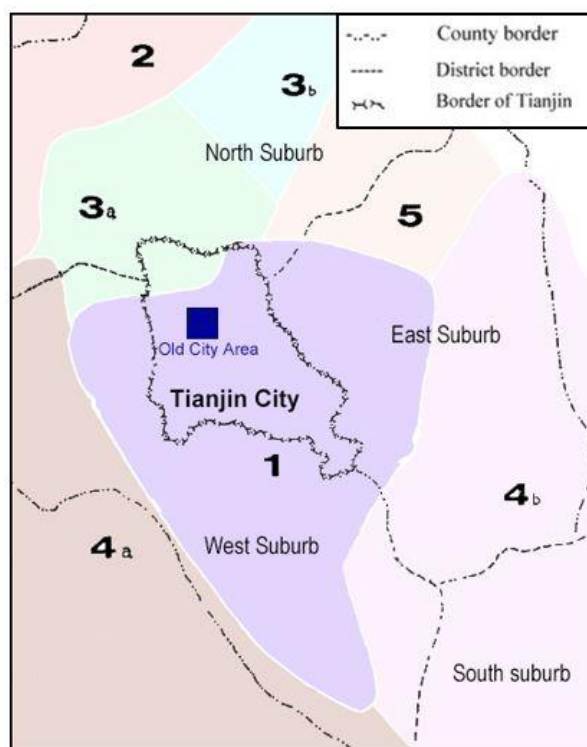 County border
District border
Border of Tianjin
2
3b
North Suburb
3a
5
East Suburb
Old City Area
Tianjin City
1
4b
4a
West Suburb
South suburb